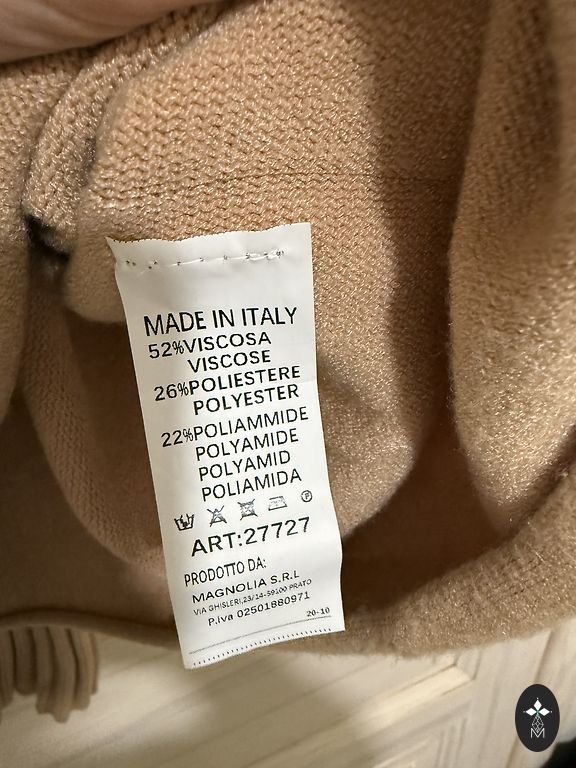 MADE IN ITALY
52%VISCOSA
VISCOSE
26%POLIESTERE
POLYESTER
22%POLIAMMIDE
POLYAMIDE
POLYAMID
POLIAMIDA
P
ART:27727
PRODOTTO DA:
MAGNOLIA S.R.L
VIA GHISLERI,23/14-59100 PRATO
P.iva 02501880971
20-10
M